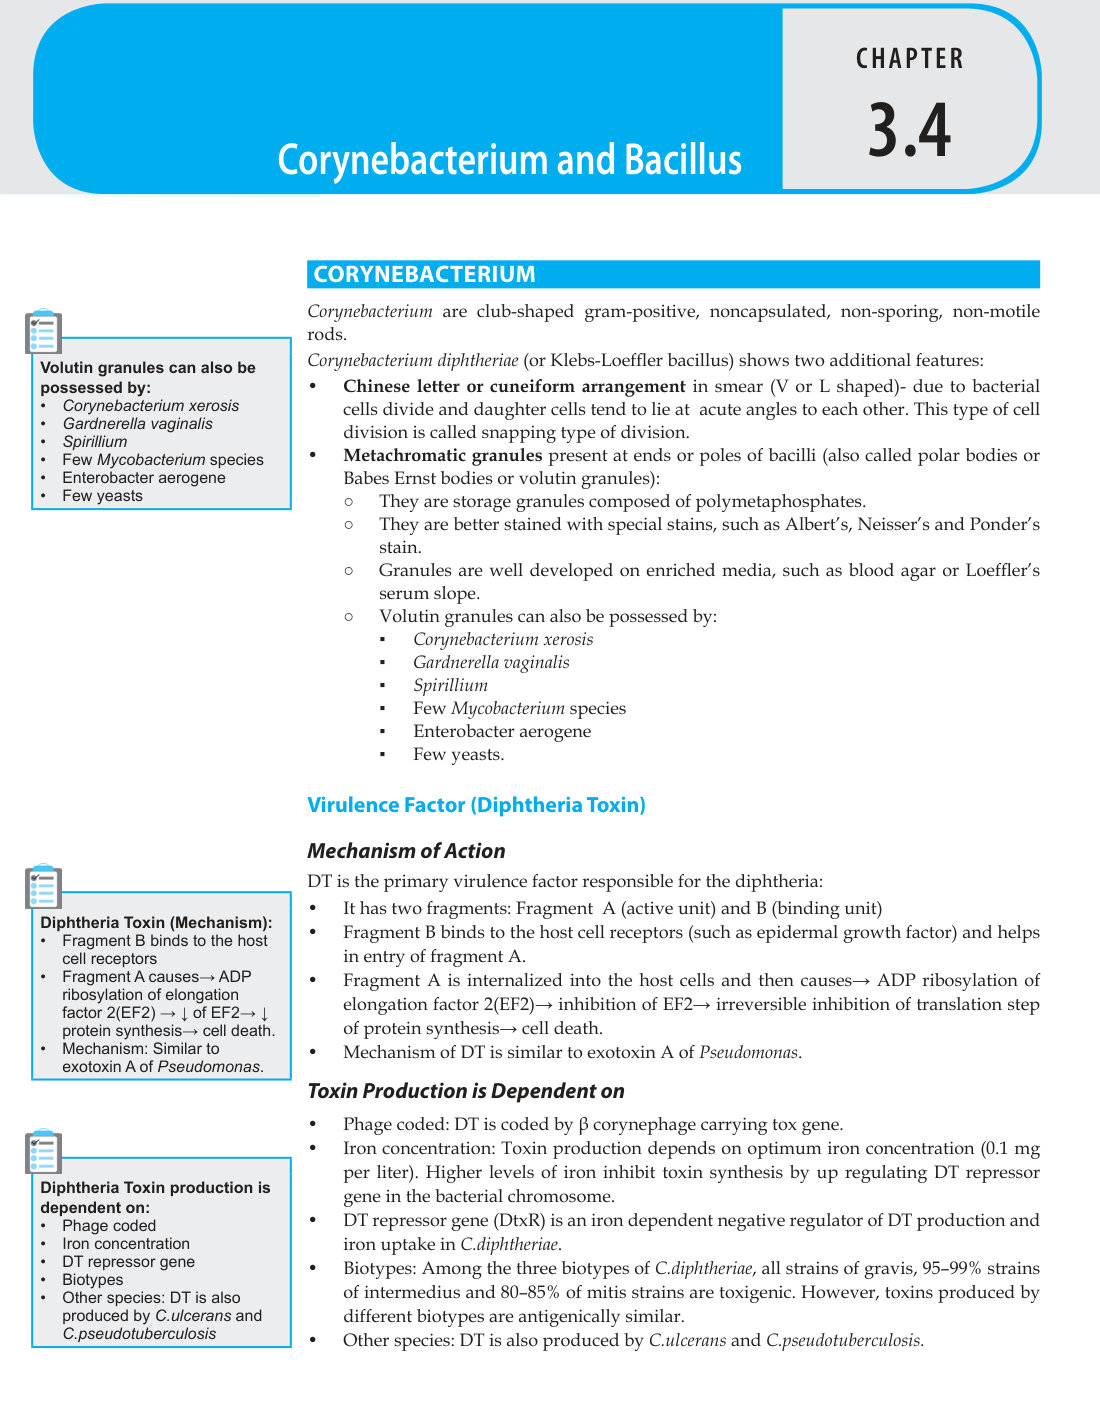 CHAPTER
3.4
Corynebacterium and Bacillus
CORYNEBACTERIUM
Corynebacterium are club-shaped gram-positive, noncapsulated, non-sporing, non-motile
rods.
Corynebacterium diphtheriae (or Klebs-Loeffler bacillus) shows two additional features:
• Chinese letter or cuneiform arrangement in smear (V or L shaped)- due to bacterial
cells divide and daughter cells tend to lie at acute angles to each other. This type of cell
division is called snapping type of division.
• Metachromatic granules present at ends or poles of bacilli (also called polar bodies or
Babes Ernst bodies or volutin granules):
○ They are storage granules composed of polymetaphosphates.
○ They are better stained with special stains, such as Albert's, Neisser's and Ponder's
stain.
○ Granules are well developed on enriched media, such as blood agar or Loeffler's
serum slope.
○ Volutin granules can also be possessed by:
▪ Corynebacterium xerosis
▪ Gardnerella vaginalis
▪ Spirillium
▪ Few Mycobacterium species
▪ Enterobacter aerogene
▪ Few yeasts.
Volutin granules can also be
possessed by:
• Corynebacterium xerosis
• Gardnerella vaginalis
• Spirillium
• Few Mycobacterium species
• Enterobacter aerogene
• Few yeasts
Virulence Factor (Diphtheria Toxin)
Mechanism of Action
DT is the primary virulence factor responsible for the diphtheria:
• It has two fragments: Fragment A (active unit) and B (binding unit)
• Fragment B binds to the host cell receptors (such as epidermal growth factor) and helps
in entry of fragment A.
• Fragment A is internalized into the host cells and then causes→ ADP ribosylation of
elongation factor 2(EF2)→ inhibition of EF2→ irreversible inhibition of translation step
of protein synthesis→ cell death.
• Mechanism of DT is similar to exotoxin A of Pseudomonas.
Diphtheria Toxin (Mechanism):
• Fragment B binds to the host
cell receptors
• Fragment A causes→ ADP
ribosylation of elongation
factor 2(EF2) → ↓ of EF2→ ↓
protein synthesis→ cell death.
• Mechanism: Similar to
exotoxin A of Pseudomonas.
Toxin Production is Dependent on
• Phage coded: DT is coded by β corynephage carrying tox gene.
• Iron concentration: Toxin production depends on optimum iron concentration (0.1 mg
per liter). Higher levels of iron inhibit toxin synthesis by up regulating DT repressor
gene in the bacterial chromosome.
• DT repressor gene (DtxR) is an iron dependent negative regulator of DT production and
iron uptake in C.diphtheriae.
• Biotypes: Among the three biotypes of C.diphtheriae, all strains of gravis, 95–99% strains
of intermedius and 80–85% of mitis strains are toxigenic. However, toxins produced by
different biotypes are antigenically similar.
• Other species: DT is also produced by C.ulcerans and C.pseudotuberculosis.
Diphtheria Toxin production is
dependent on:
• Phage coded
• Iron concentration
• DT repressor gene
• Biotypes
• Other species: DT is also
produced by C.ulcerans and
C.pseudotuberculosis